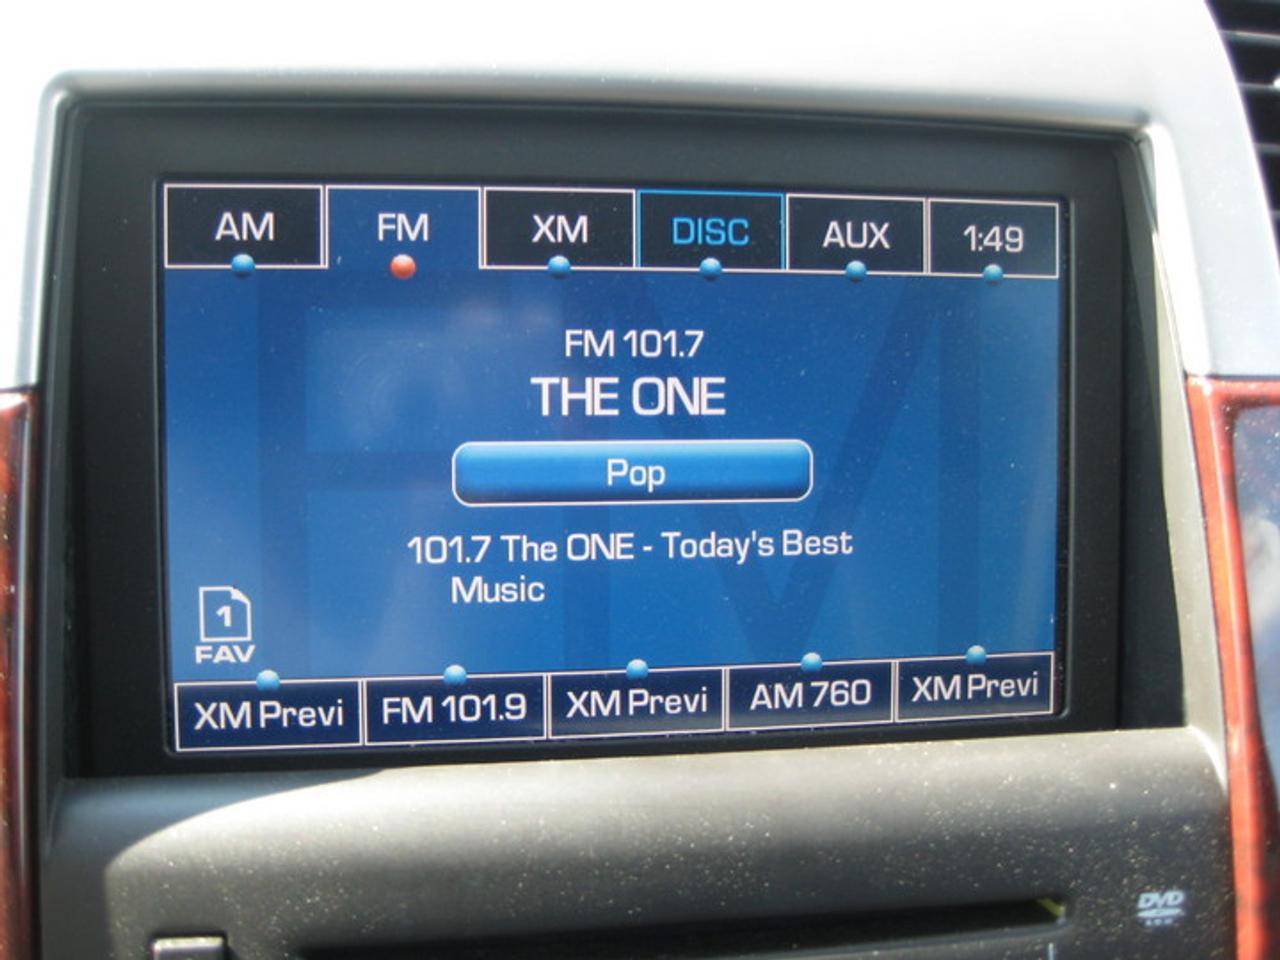 AM FM XM DISC AUX 1:49
FM 101.7
THE ONE
Pop
101.7 The ONE - Today's Best
Music
1
FAV
XM Previ FM 101.9 XM Previ AM 760 XM Previ
DVD